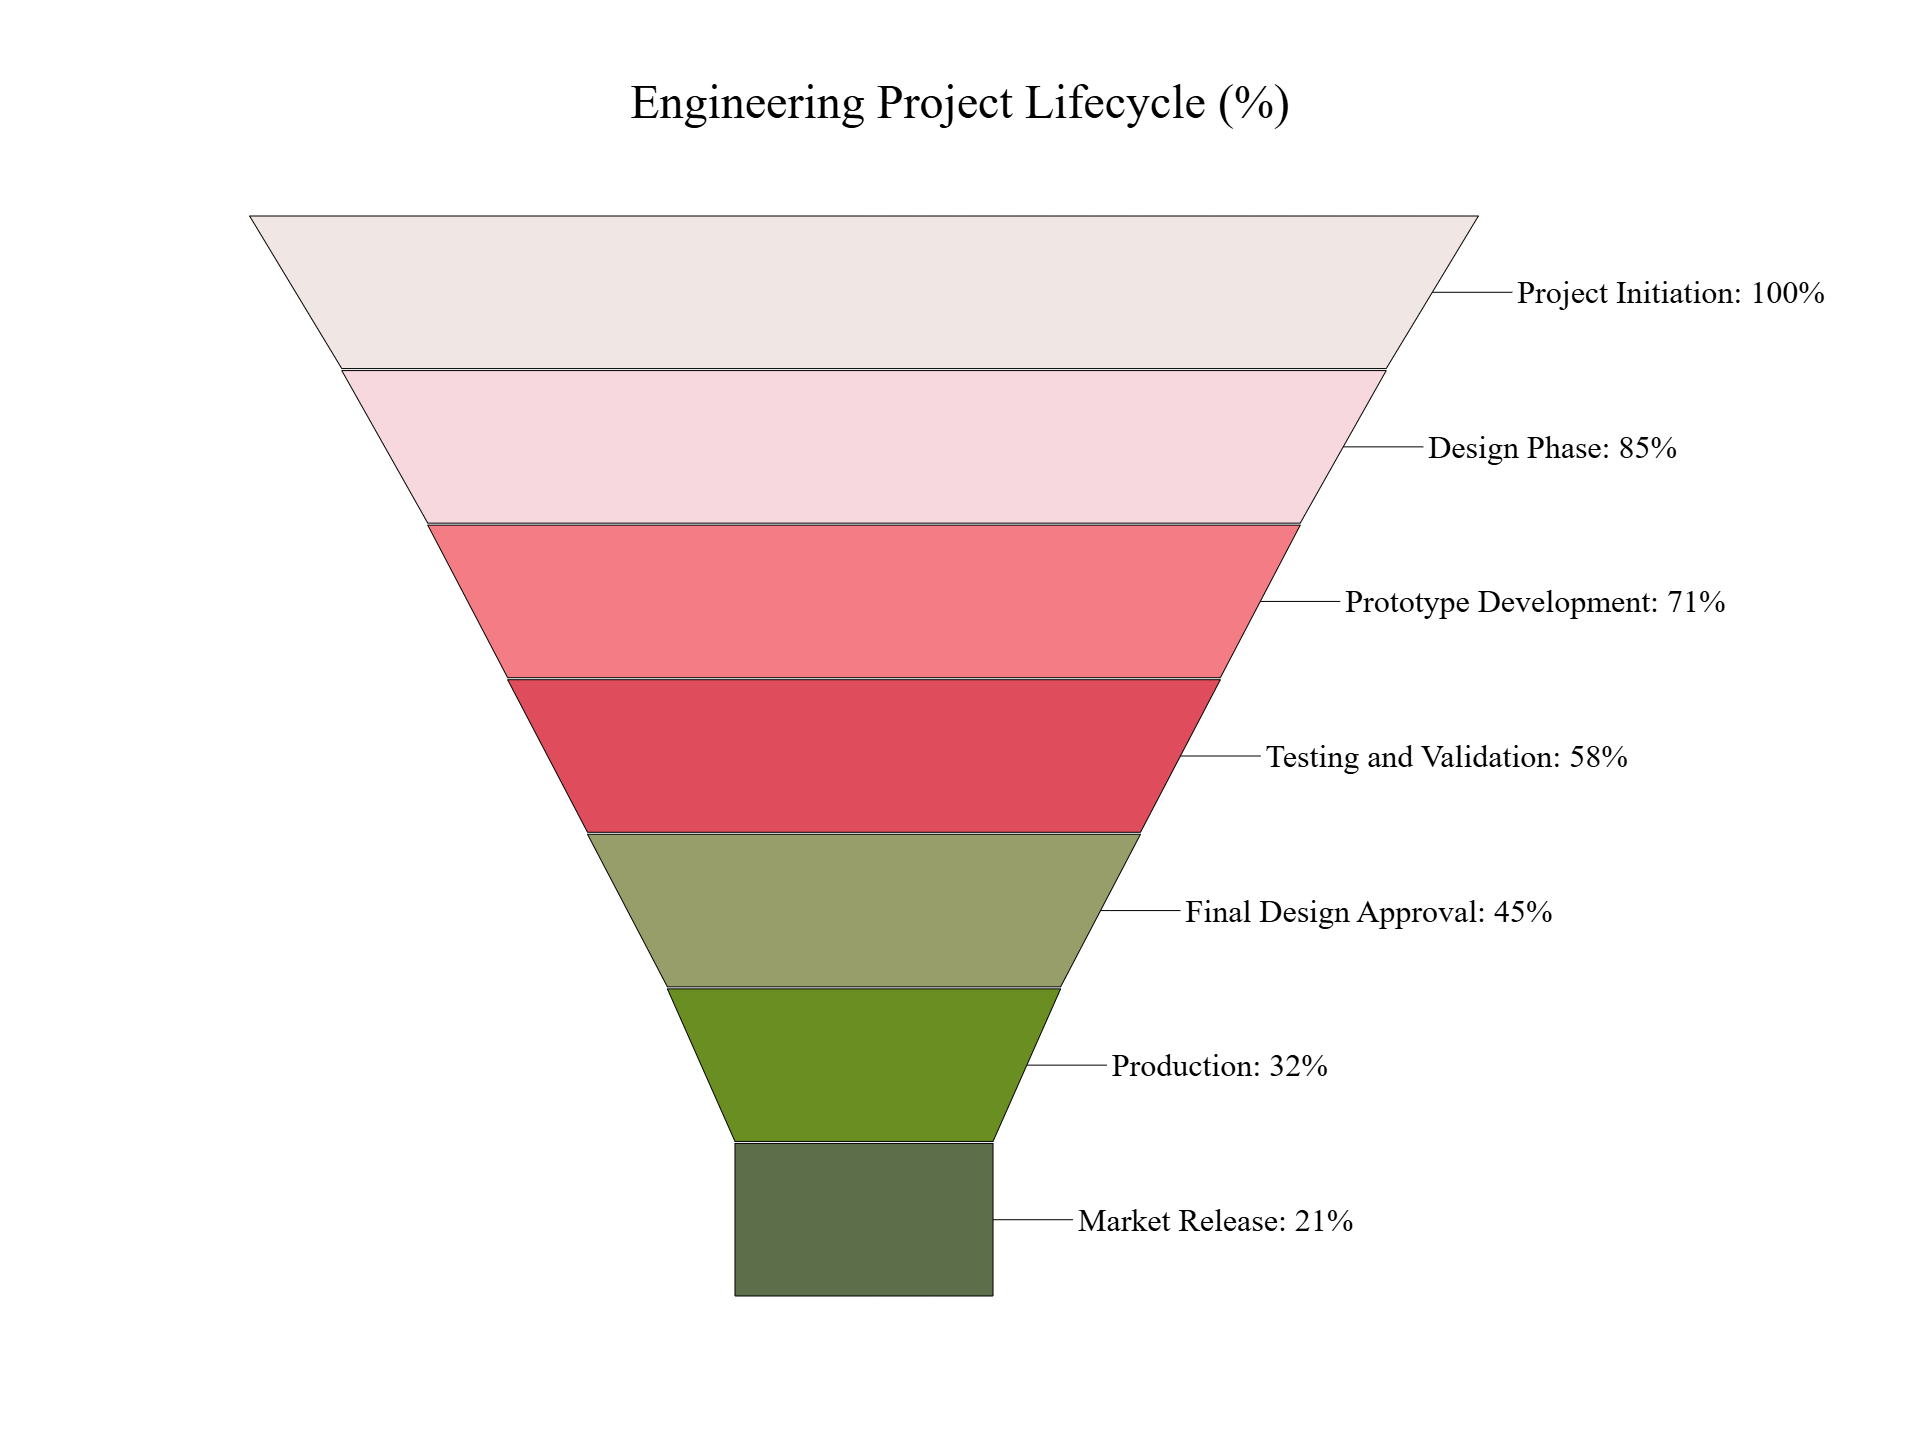 Engineering Project Lifecycle (%)
Project Initiation: 100%
Design Phase: 85%
Prototype Development: 71%
Testing and Validation: 58%
Final Design Approval: 45%
Production: 32%
Market Release: 21%